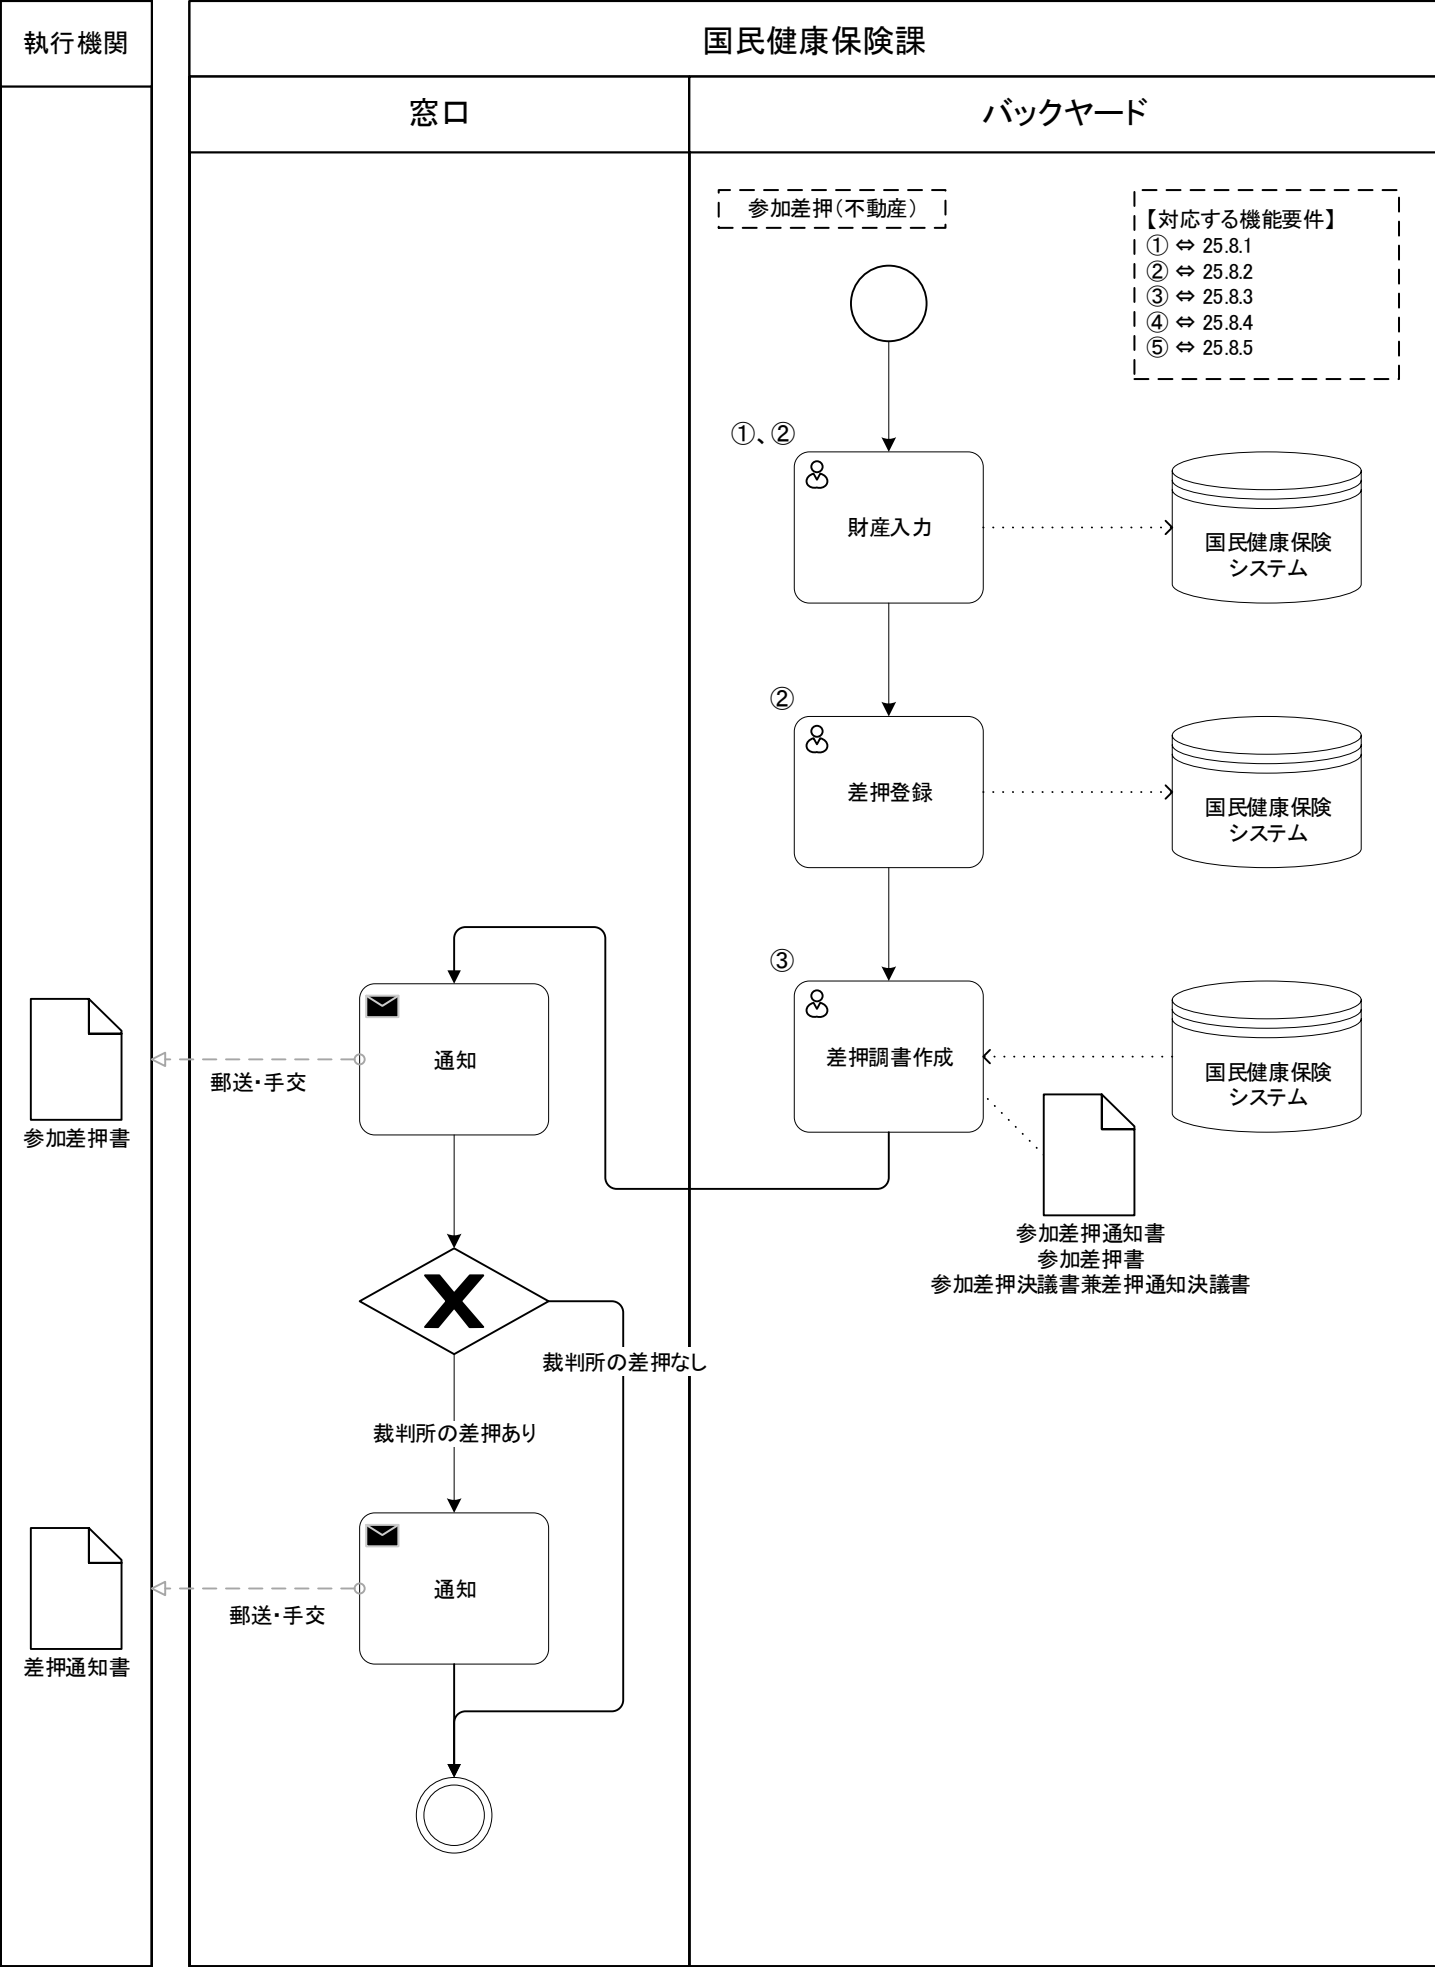 執行機関
国民健康保険課
窓口
バックヤード
参加差押(不動産)
【対応する機能要件】
① ⇔ 25.8.1
② ⇔ 25.8.2
③ ⇔ 25.8.3
④ ⇔ 25.8.4
⑤ ⇔ 25.8.5
①、②
財産入力
国民健康保険
システム
②
差押登録
国民健康保険
システム
③
差押調書作成
国民健康保険
システム
通知
郵送・手交
参加差押書
参加差押通知書
参加差押書
参加差押決議書兼差押通知決議書
裁判所の差押なし
裁判所の差押あり
通知
郵送・手交
差押通知書